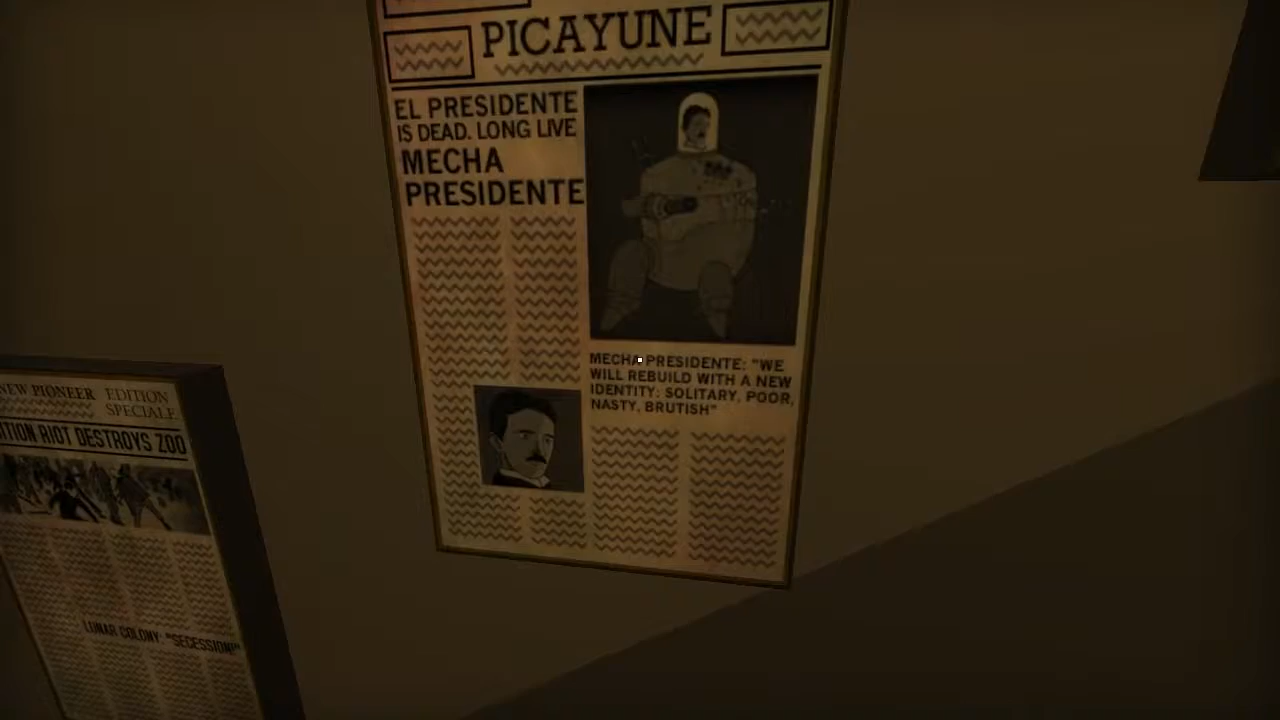 PICAYUNE
EL PRESIDENTE
IS DEAD. LONG LIVE
MECHA
PRESIDENTE
MECHA PRESIDENTE: "WE
WILL REBUILD WITH A NEW
IDENTITY: SOLITARY, POOR,
NASTY, BRUTISH"
NEW PIONEER
EDITION
SPECIALE
RIOT DESTROYS ZOO
LUNAR COLONY: "SECESSION!"